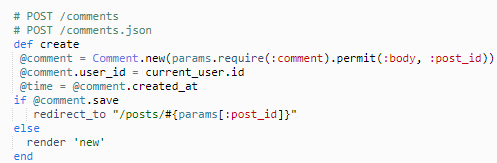 # POST /comments
# POST /comments.json
def create
@comment = Comment.new(params.require(:comment).permit(:body, :post_id))
@comment.user_id = current_user.id
@time = @comment.created_at
if @comment.save
redirect_to "/posts/#{params[:post_id]}"
else
render 'new'
end